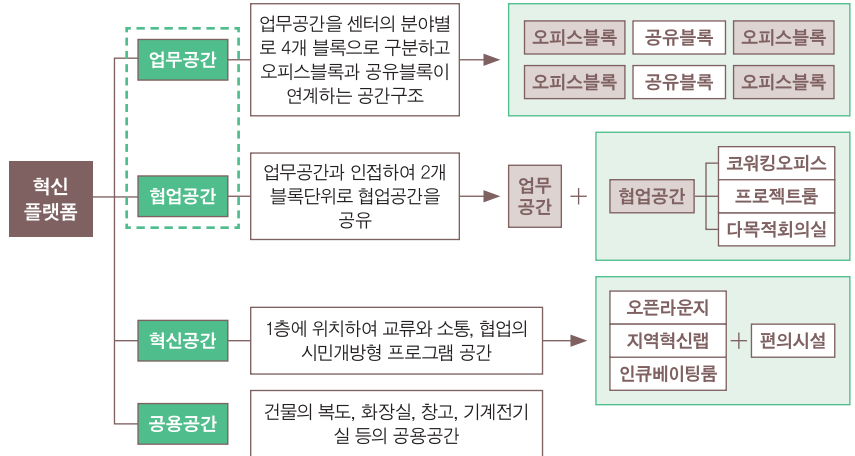 혁신
플랫폼
업무공간
업무공간을 센터의 분야별
로 4개 블록으로 구분하고
오피스블록과 공유블록이
연계하는 공간구조
오피스블록 공유블록 오피스블록
오피스블록 공유블록 오피스블록
협업공간
업무공간과 인접하여 2개
블록단위로 협업공간을
공유
업무
공간
+
협업공간
코워킹오피스
프로젝트룸
다목적회의실
혁신공간
1층에 위치하여 교류와 소통, 협업의
시민개방형 프로그램 공간
오픈라운지
지역혁신랩
인큐베이팅룸
+
편의시설
공용공간
건물의 복도, 화장실, 창고, 기계전기
실 등의 공용공간